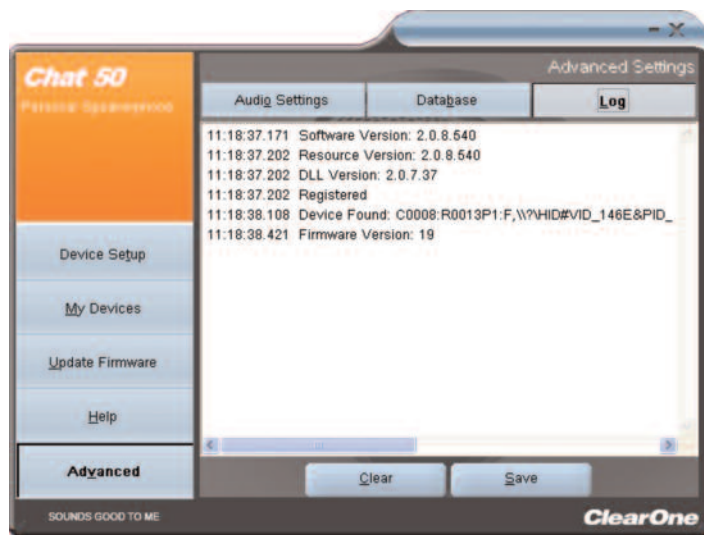 Chat 50
Personal Speakerphone
Advanced Settings
Audio Settings
Database
Log
11:18:37.171 Software Version: 2.0.8.540
11:18:37.202 Resource Version: 2.0.8.540
11:18:37.202 DLL Version: 2.0.7.37
11:18:37.202 Registered
11:18:38.108 Device Found: C0008:R0013P1:F,\\?\HID#VID_146E&PID_
11:18:38.421 Firmware Version: 19
Device Setup
My Devices
Update Firmware
Help
Advanced
Clear
Save
SOUNDS GOOD TO ME
ClearOne